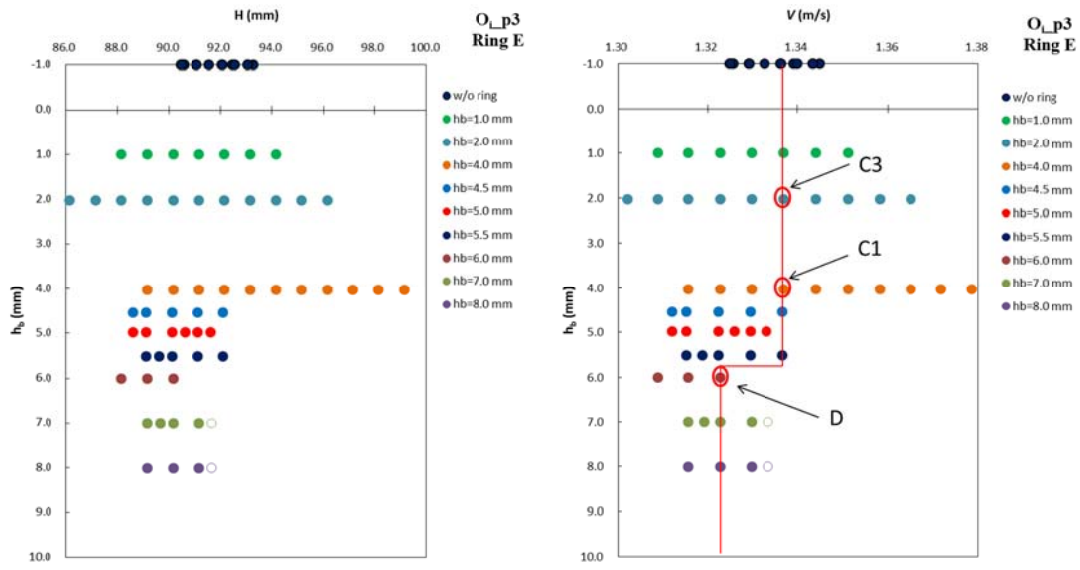 H (mm)
86.0 88.0 90.0 92.0 94.0 96.0 98.0 100.0
O_i_p3
Ring E
-1.0
0.0
1.0
2.0
3.0
4.0
5.0
6.0
7.0
8.0
9.0
10.0
h_b (mm)
w/o ring
hb=1.0 mm
hb=2.0 mm
hb=4.0 mm
hb=4.5 mm
hb=5.0 mm
hb=5.5 mm
hb=6.0 mm
hb=7.0 mm
hb=8.0 mm
V (m/s)
1.30 1.32 1.34 1.36 1.38
O_i_p3
Ring E
-1.0
0.0
1.0
2.0
3.0
4.0
5.0
6.0
7.0
8.0
9.0
10.0
h_b (mm)
C3
C1
D
w/o ring
hb=1.0 mm
hb=2.0 mm
hb=4.0 mm
hb=4.5 mm
hb=5.0 mm
hb=5.5 mm
hb=6.0 mm
hb=7.0 mm
hb=8.0 mm